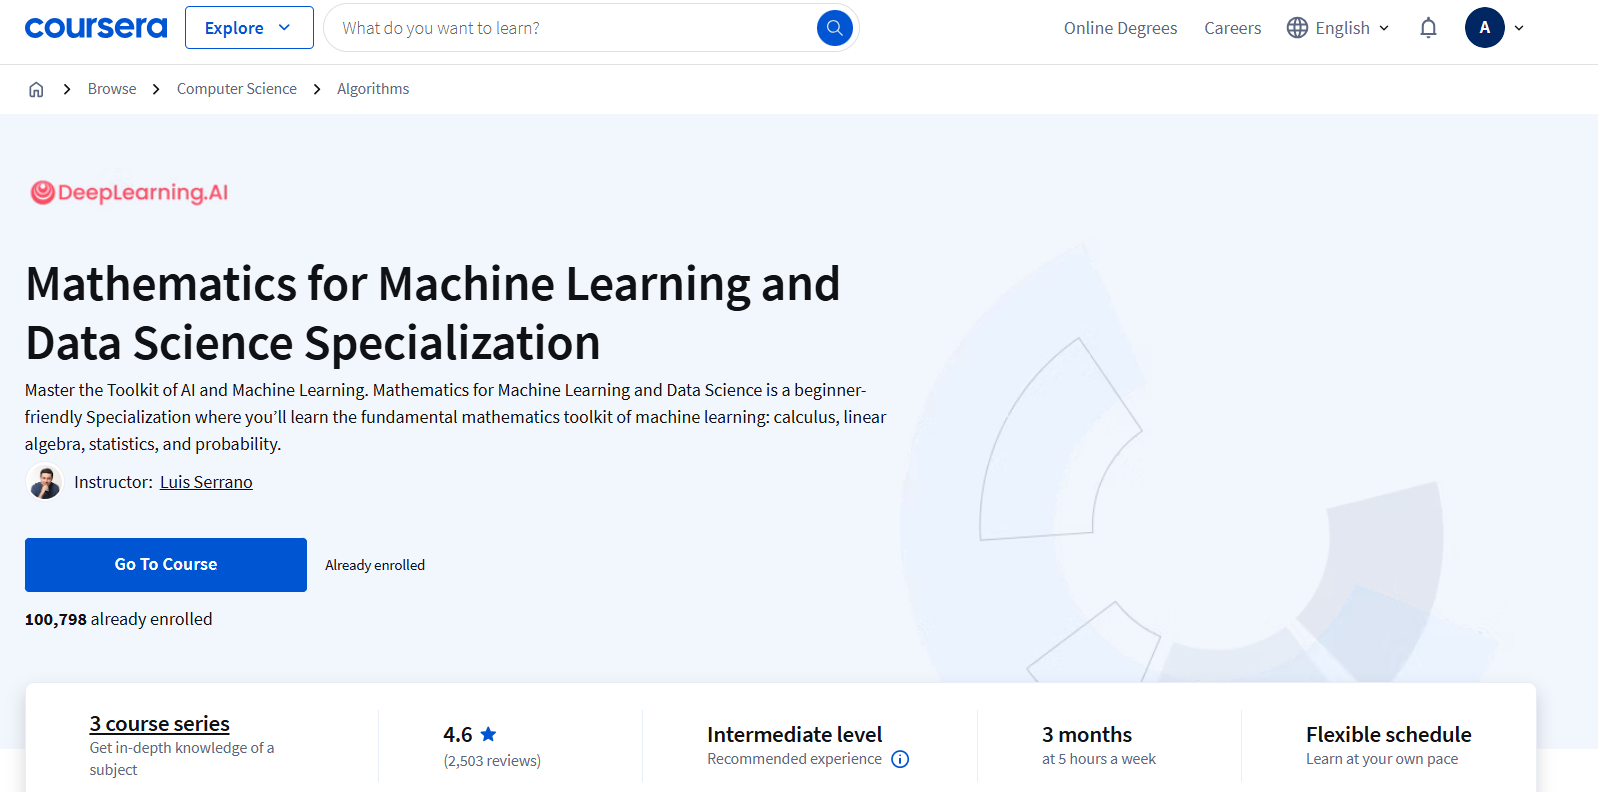 coursera
Explore
What do you want to learn?
Online Degrees
Careers
English
A
Browse
Computer Science
Algorithms
DeepLearning.AI
Mathematics for Machine Learning and
Data Science Specialization
Master the Toolkit of AI and Machine Learning. Mathematics for Machine Learning and Data Science is a beginner-
friendly Specialization where you’ll learn the fundamental mathematics toolkit of machine learning: calculus, linear
algebra, statistics, and probability.
Instructor: Luis Serrano
Go To Course
Already enrolled
100,798 already enrolled
3 course series
Get in-depth knowledge of a
subject
4.6
(2,503 reviews)
Intermediate level
Recommended experience
3 months
at 5 hours a week
Flexible schedule
Learn at your own pace